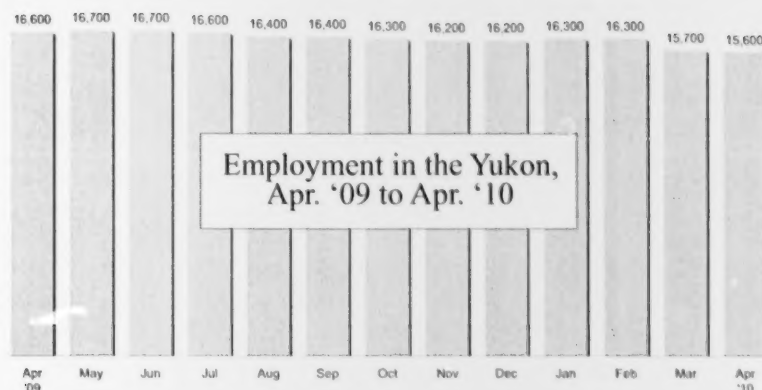 16,600 16,700 16,700 16,600 16,400 16,400 16,300 16,200 16,200 16,300 16,300 15,700 15,600
Employment in the Yukon,
Apr. ‘09 to Apr. ‘10
Apr May Jun Jul Aug Sep Oct Nov Dec Jan Feb Mar Apr
'09 '10